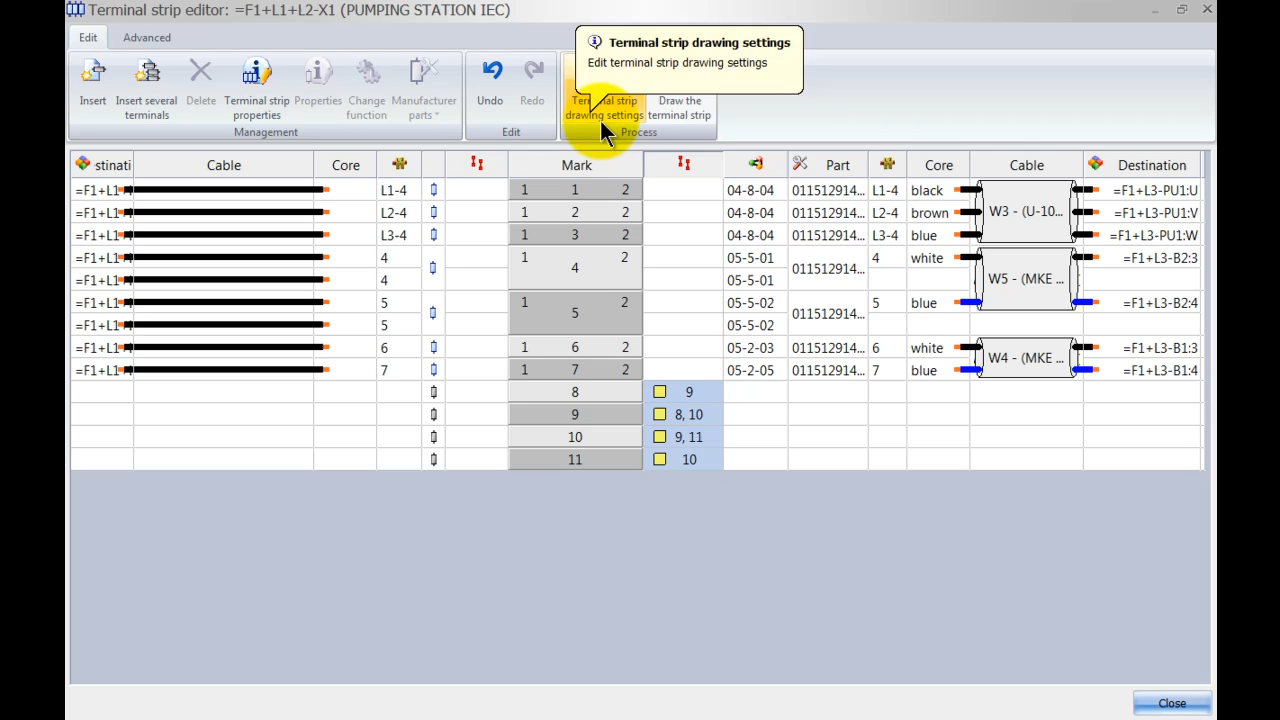 Terminal strip editor: =F1+L1+L2-X1 (PUMPING STATION IEC)
Edit Advanced
Terminal strip drawing settings
Edit terminal strip drawing settings
Insert Insert several terminals Delete Terminal strip properties Properties Change function Manufacturer parts Undo Redo Terminal strip drawing settings Draw the terminal strip
Management Edit Process
stinati Cable Core Mark Part Core Cable Destination
=F1+L1 L1-4 1 1 2 04-8-04 011512914... L1-4 black =F1+L3-PU1:U
=F1+L1 L2-4 1 2 2 04-8-04 011512914... L2-4 brown W3 - (U-10... =F1+L3-PU1:V
=F1+L1 L3-4 1 3 2 04-8-04 011512914... L3-4 blue =F1+L3-PU1:W
=F1+L1 4 1 4 2 05-5-01 011512914... 4 white W5 - (MKE ... =F1+L3-B2:3
=F1+L1 4 05-5-01
=F1+L1 5 1 5 2 05-5-02 011512914... 5 blue =F1+L3-B2:4
=F1+L1 5 05-5-02
=F1+L1 6 1 6 2 05-2-03 011512914... 6 white W4 - (MKE ... =F1+L3-B1:3
=F1+L1 7 1 7 2 05-2-05 011512914... 7 blue =F1+L3-B1:4
8 9
9 8, 10
10 9, 11
11 10
Close